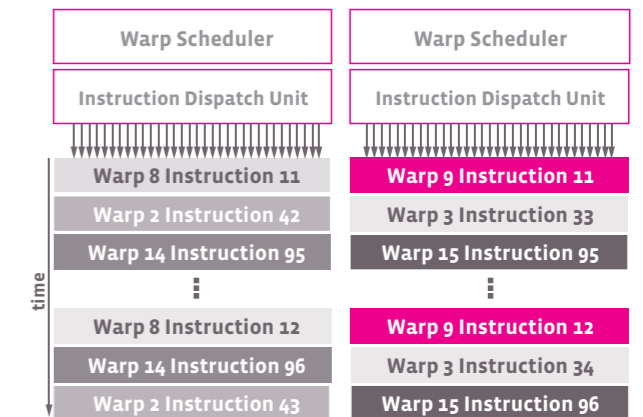 Warp Scheduler
Warp Scheduler
Instruction Dispatch Unit
Instruction Dispatch Unit
Warp 8 Instruction 11
Warp 9 Instruction 11
Warp 2 Instruction 42
Warp 3 Instruction 33
Warp 14 Instruction 95
Warp 15 Instruction 95
time
Warp 8 Instruction 12
Warp 9 Instruction 12
Warp 14 Instruction 96
Warp 3 Instruction 34
Warp 2 Instruction 43
Warp 15 Instruction 96